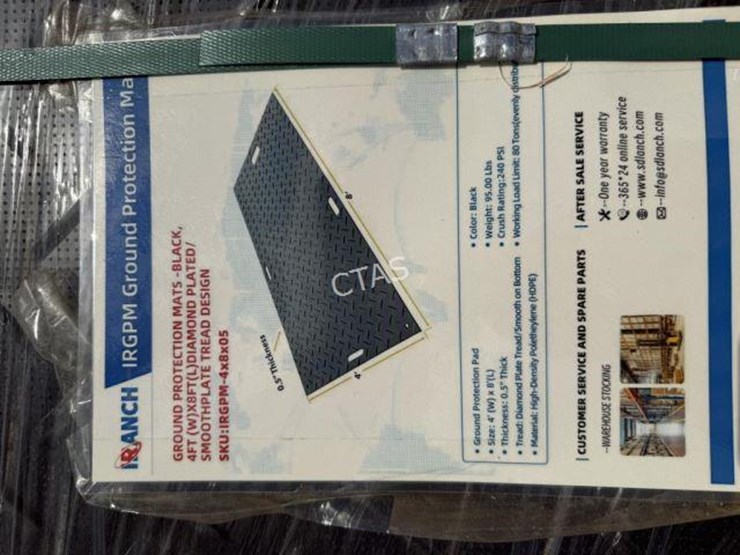 IRANCH IRGPM Ground Protection Ma
GROUND PROTECTION MATS -BLACK,
4FT (W)X8FT(L)DIAMOND PLATED/
SMOOTHPLATE TREAD DESIGN
SKU:IRGPM-4x8x05
0.5" Thickness
4'
8'
CTAS
• Ground Protection Pad
• Size: 4' (W) x 8'(L)
• Thickness: 0.5" Thick
• Tread: Diamond Plate Tread/Smooth on Bottom
• Material: High-Density Polietheylene (HDPE)
• Color: Black
• Weight: 95.00 Lbs
• Crush Rating:240 PSI
• Working Load Limit: 80 Tons(evenly distribu
CUSTOMER SERVICE AND SPARE PARTS
--WAREHOUSE STOCKING
AFTER SALE SERVICE
--One year warranty
--365*24 online service
--www.sdlanch.com
--info@sdlanch.com